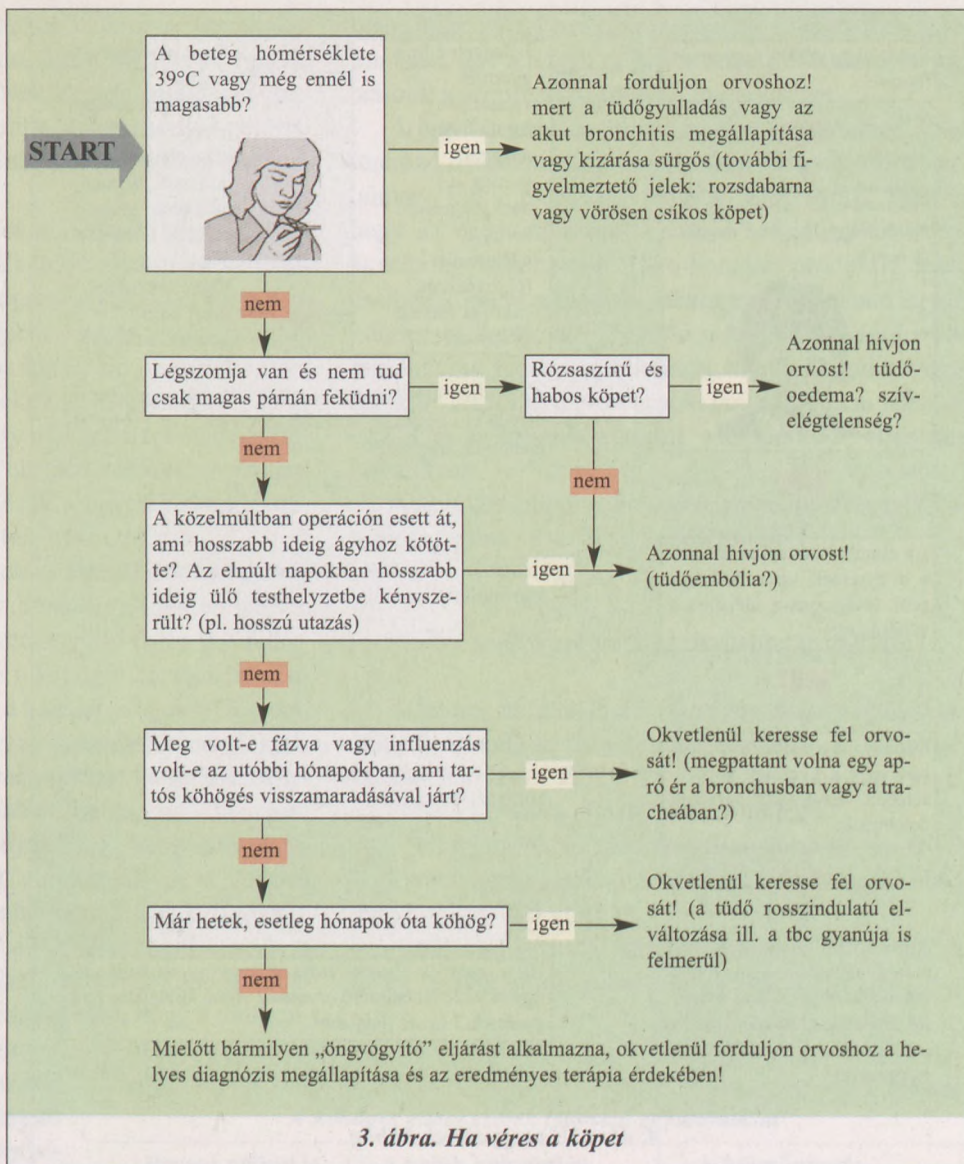 A beteg hőmérséklete
39°C vagy még ennél is
magasabb?
START
igen
Azonnal forduljon orvoshoz!
mert a tüdőgyulladás vagy az
akut bronchitis megállapítása
vagy kizárása sürgős (további fi-
gyelmeztető jelek: rozsdabarna
vagy vörösen csíkos köpet)
nem
Légszomja van és nem tud
csak magas párnán feküdni?
igen
Rózsaszínű és
habos köpet?
igen
Azonnal hívjon
orvost! tüdő-
oedema? szív-
elégtelenség?
nem
nem
A közelmúltban operáción esett át,
ami hosszabb ideig ágyhoz kötöt-
te? Az elmúlt napokban hosszabb
ideig ülő testhelyzetbe kénysze-
rült? (pl. hosszú utazás)
igen
Azonnal hívjon orvost!
(tüdőembólia?)
nem
Meg volt-e fázva vagy influenzás
volt-e az utóbbi hónapokban, ami tar-
tós köhögés visszamaradásával járt?
igen
Okvetlenül keresse fel orvo-
sát! (megpattant volna egy ap-
ró ér a bronchusban vagy a tra-
cheában?)
nem
Már hetek, esetleg hónapok óta köhög?
igen
Okvetlenül keresse fel orvo-
sát! (a tüdő rosszindulatú el-
változása ill. a tbc gyanúja is
felmerül)
nem
Mielőtt bármilyen „öngyógyító” eljárást alkalmazna, okvetlenül forduljon orvoshoz a he-
lyes diagnózis megállapítása és az eredményes terápia érdekében!
3. ábra. Ha véres a köpet